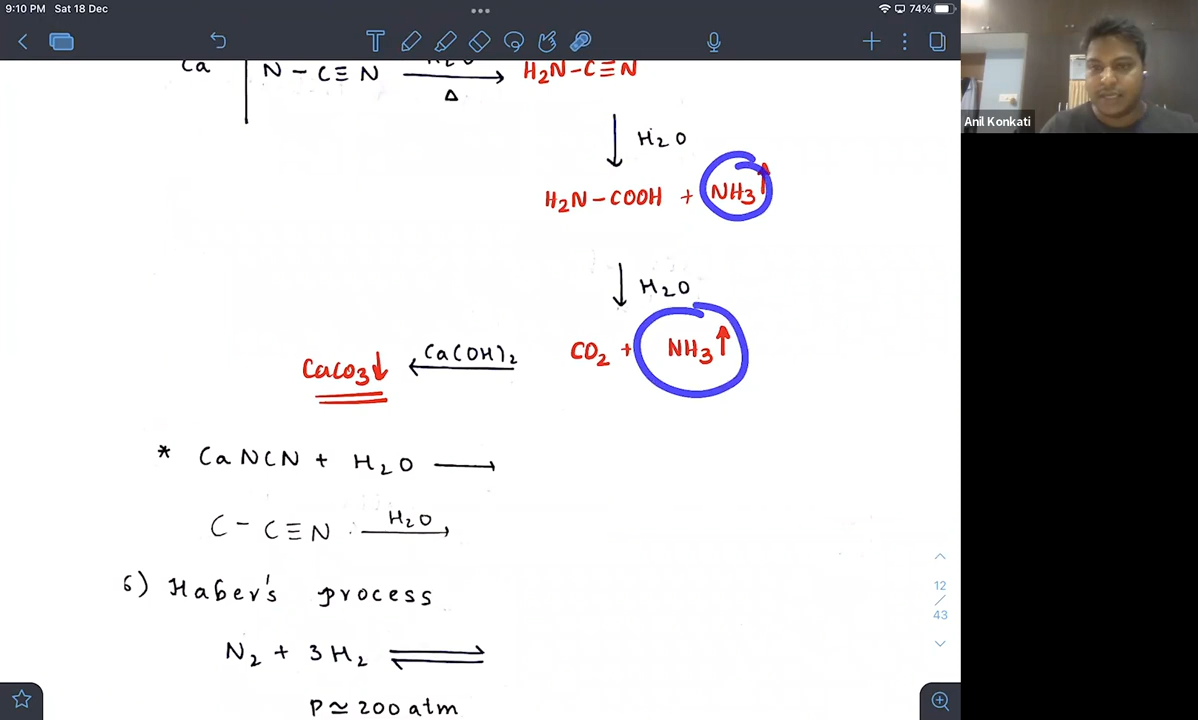 9:10 PM Sat 18 Dec
74%
Anil Konkati
Ca N - C ≡ N H2O Δ H2N-C≡N
H2O
H2N-COOH + NH3↑
H2O
CaCO3↓ Ca(OH)2 CO2 + NH3↑
* CaNCN + H2O ⟶
C - C ≡ N H2O
6) Haber's process
N2 + 3H2 ⇌
P ≃ 200 atm
12
/
43